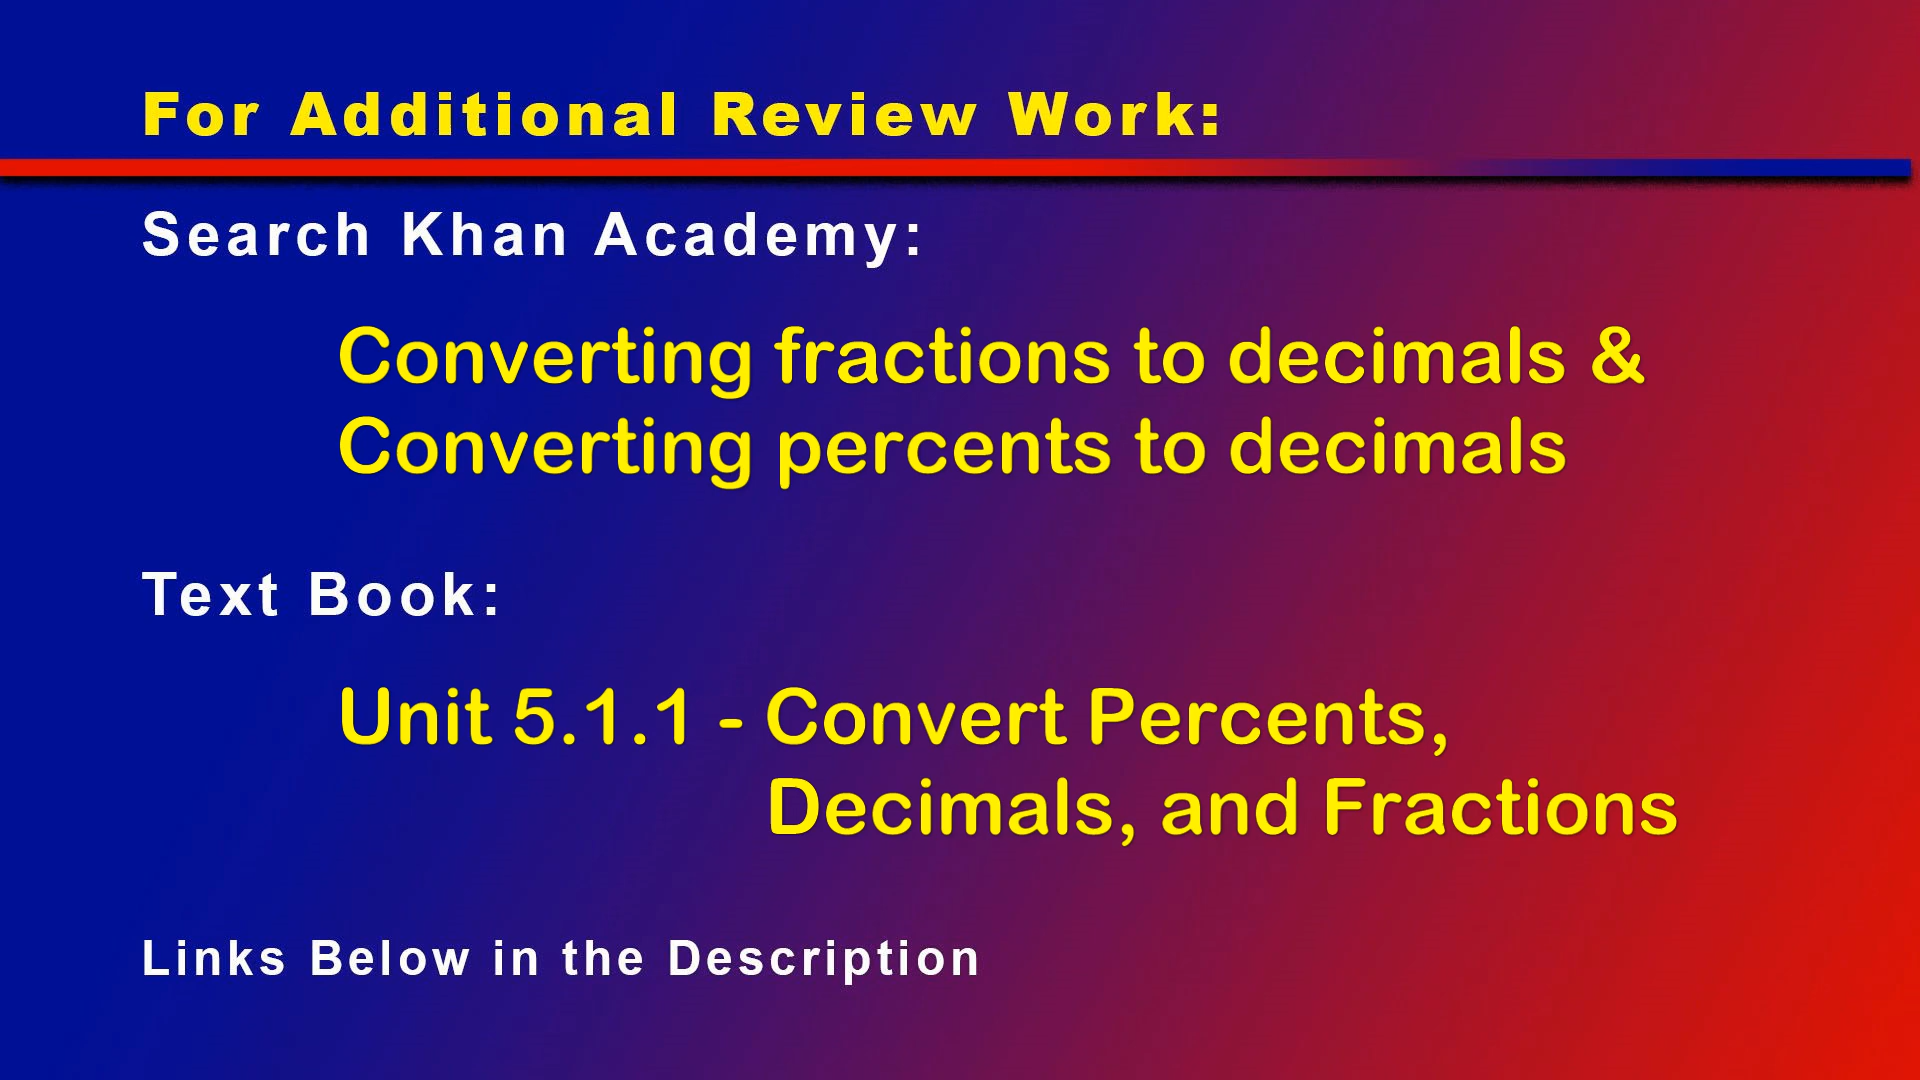 For Additional Review Work:
Search Khan Academy:
Converting fractions to decimals &
Converting percents to decimals
Text Book:
Unit 5.1.1 - Convert Percents,
Decimals, and Fractions
Links Below in the Description